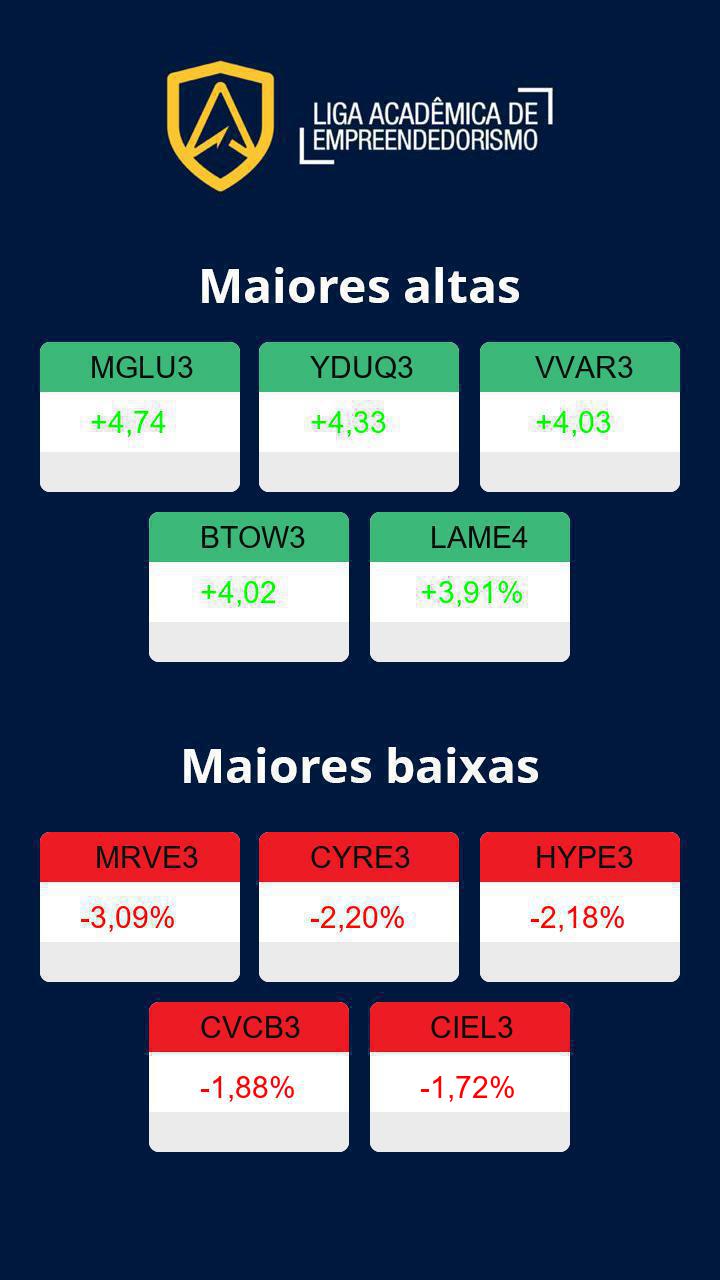 LIGA ACADÊMICA DE
EMPREENDEDORISMO
Maiores altas
MGLU3 YDUQ3 VVAR3
+4,74 +4,33 +4,03
BTOW3 LAME4
+4,02 +3,91%
Maiores baixas
MRVE3 CYRE3 HYPE3
-3,09% -2,20% -2,18%
CVCB3 CIEL3
-1,88% -1,72%